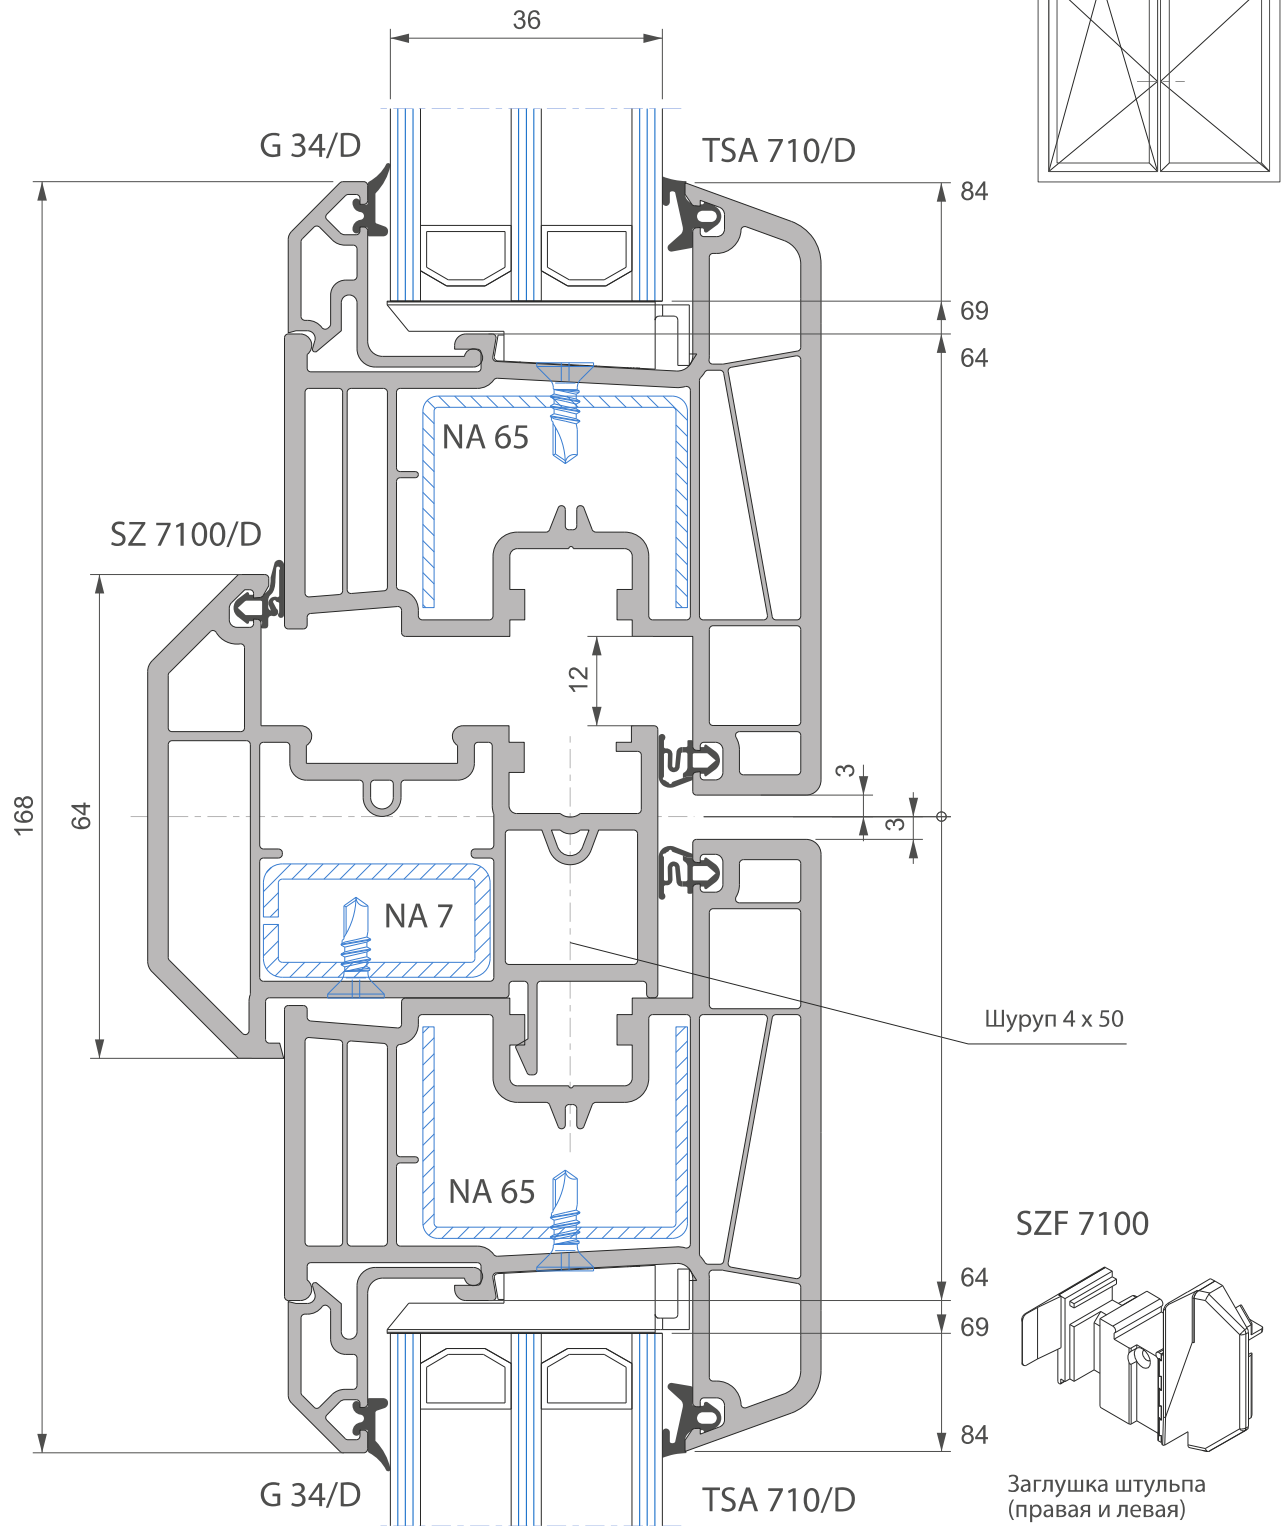 36
G 34/D
TSA 710/D
84
69
64
NA 65
SZ 7100/D
12
3
168
64
3
NA 7
Шуруп 4 x 50
NA 65
SZF 7100
64
69
84
G 34/D
TSA 710/D
Заглушка штульпа
(правая и левая)